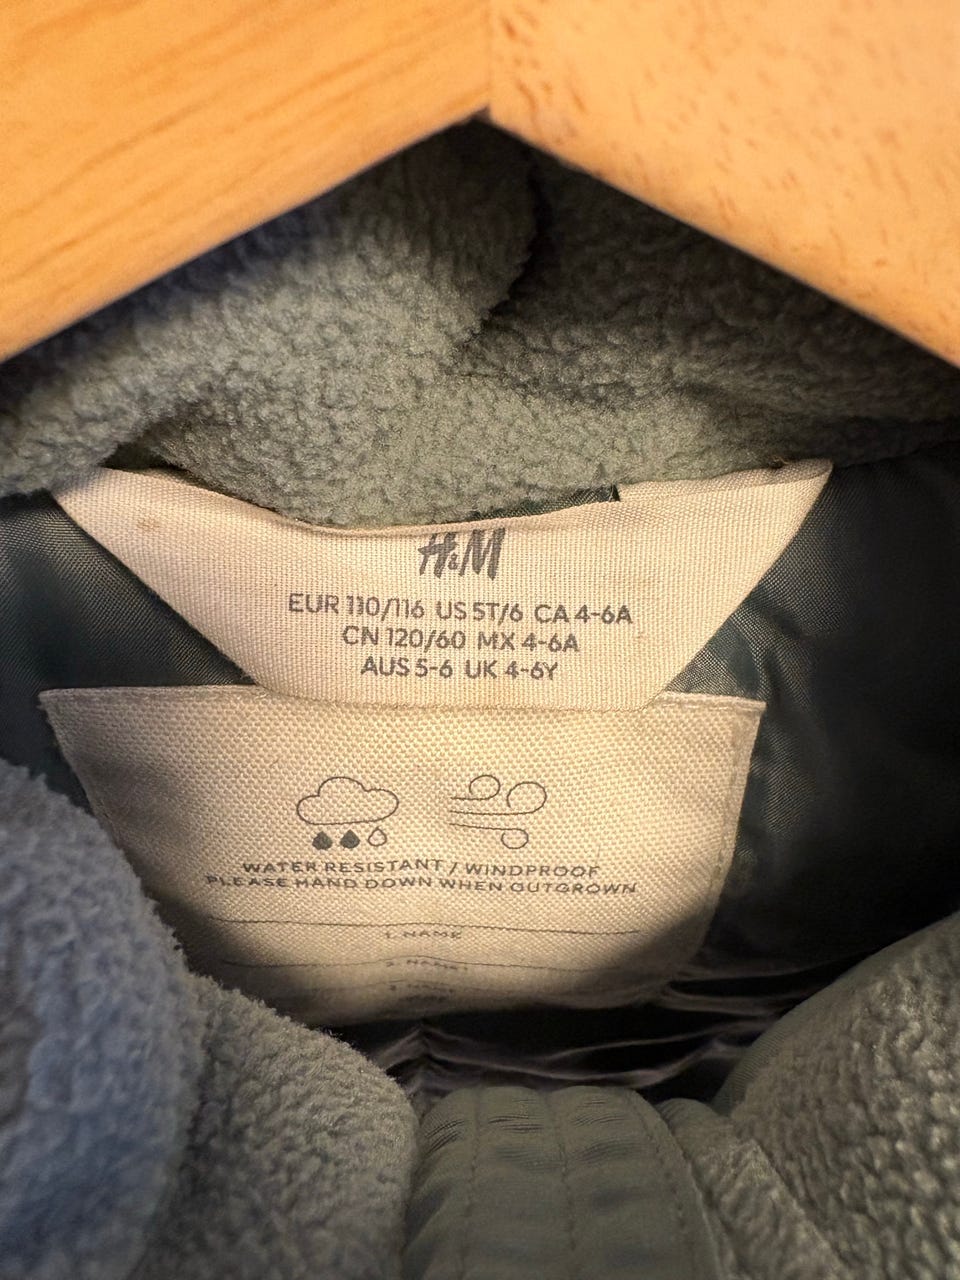 H&M
EUR 110/116 US 5T/6 CA 4-6A
CN 120/60 MX 4-6A
AUS 5-6 UK 4-6Y
WATER RESISTANT / WINDPROOF
PLEASE HAND DOWN WHEN OUTGROWN
1. NAME
2. NAME